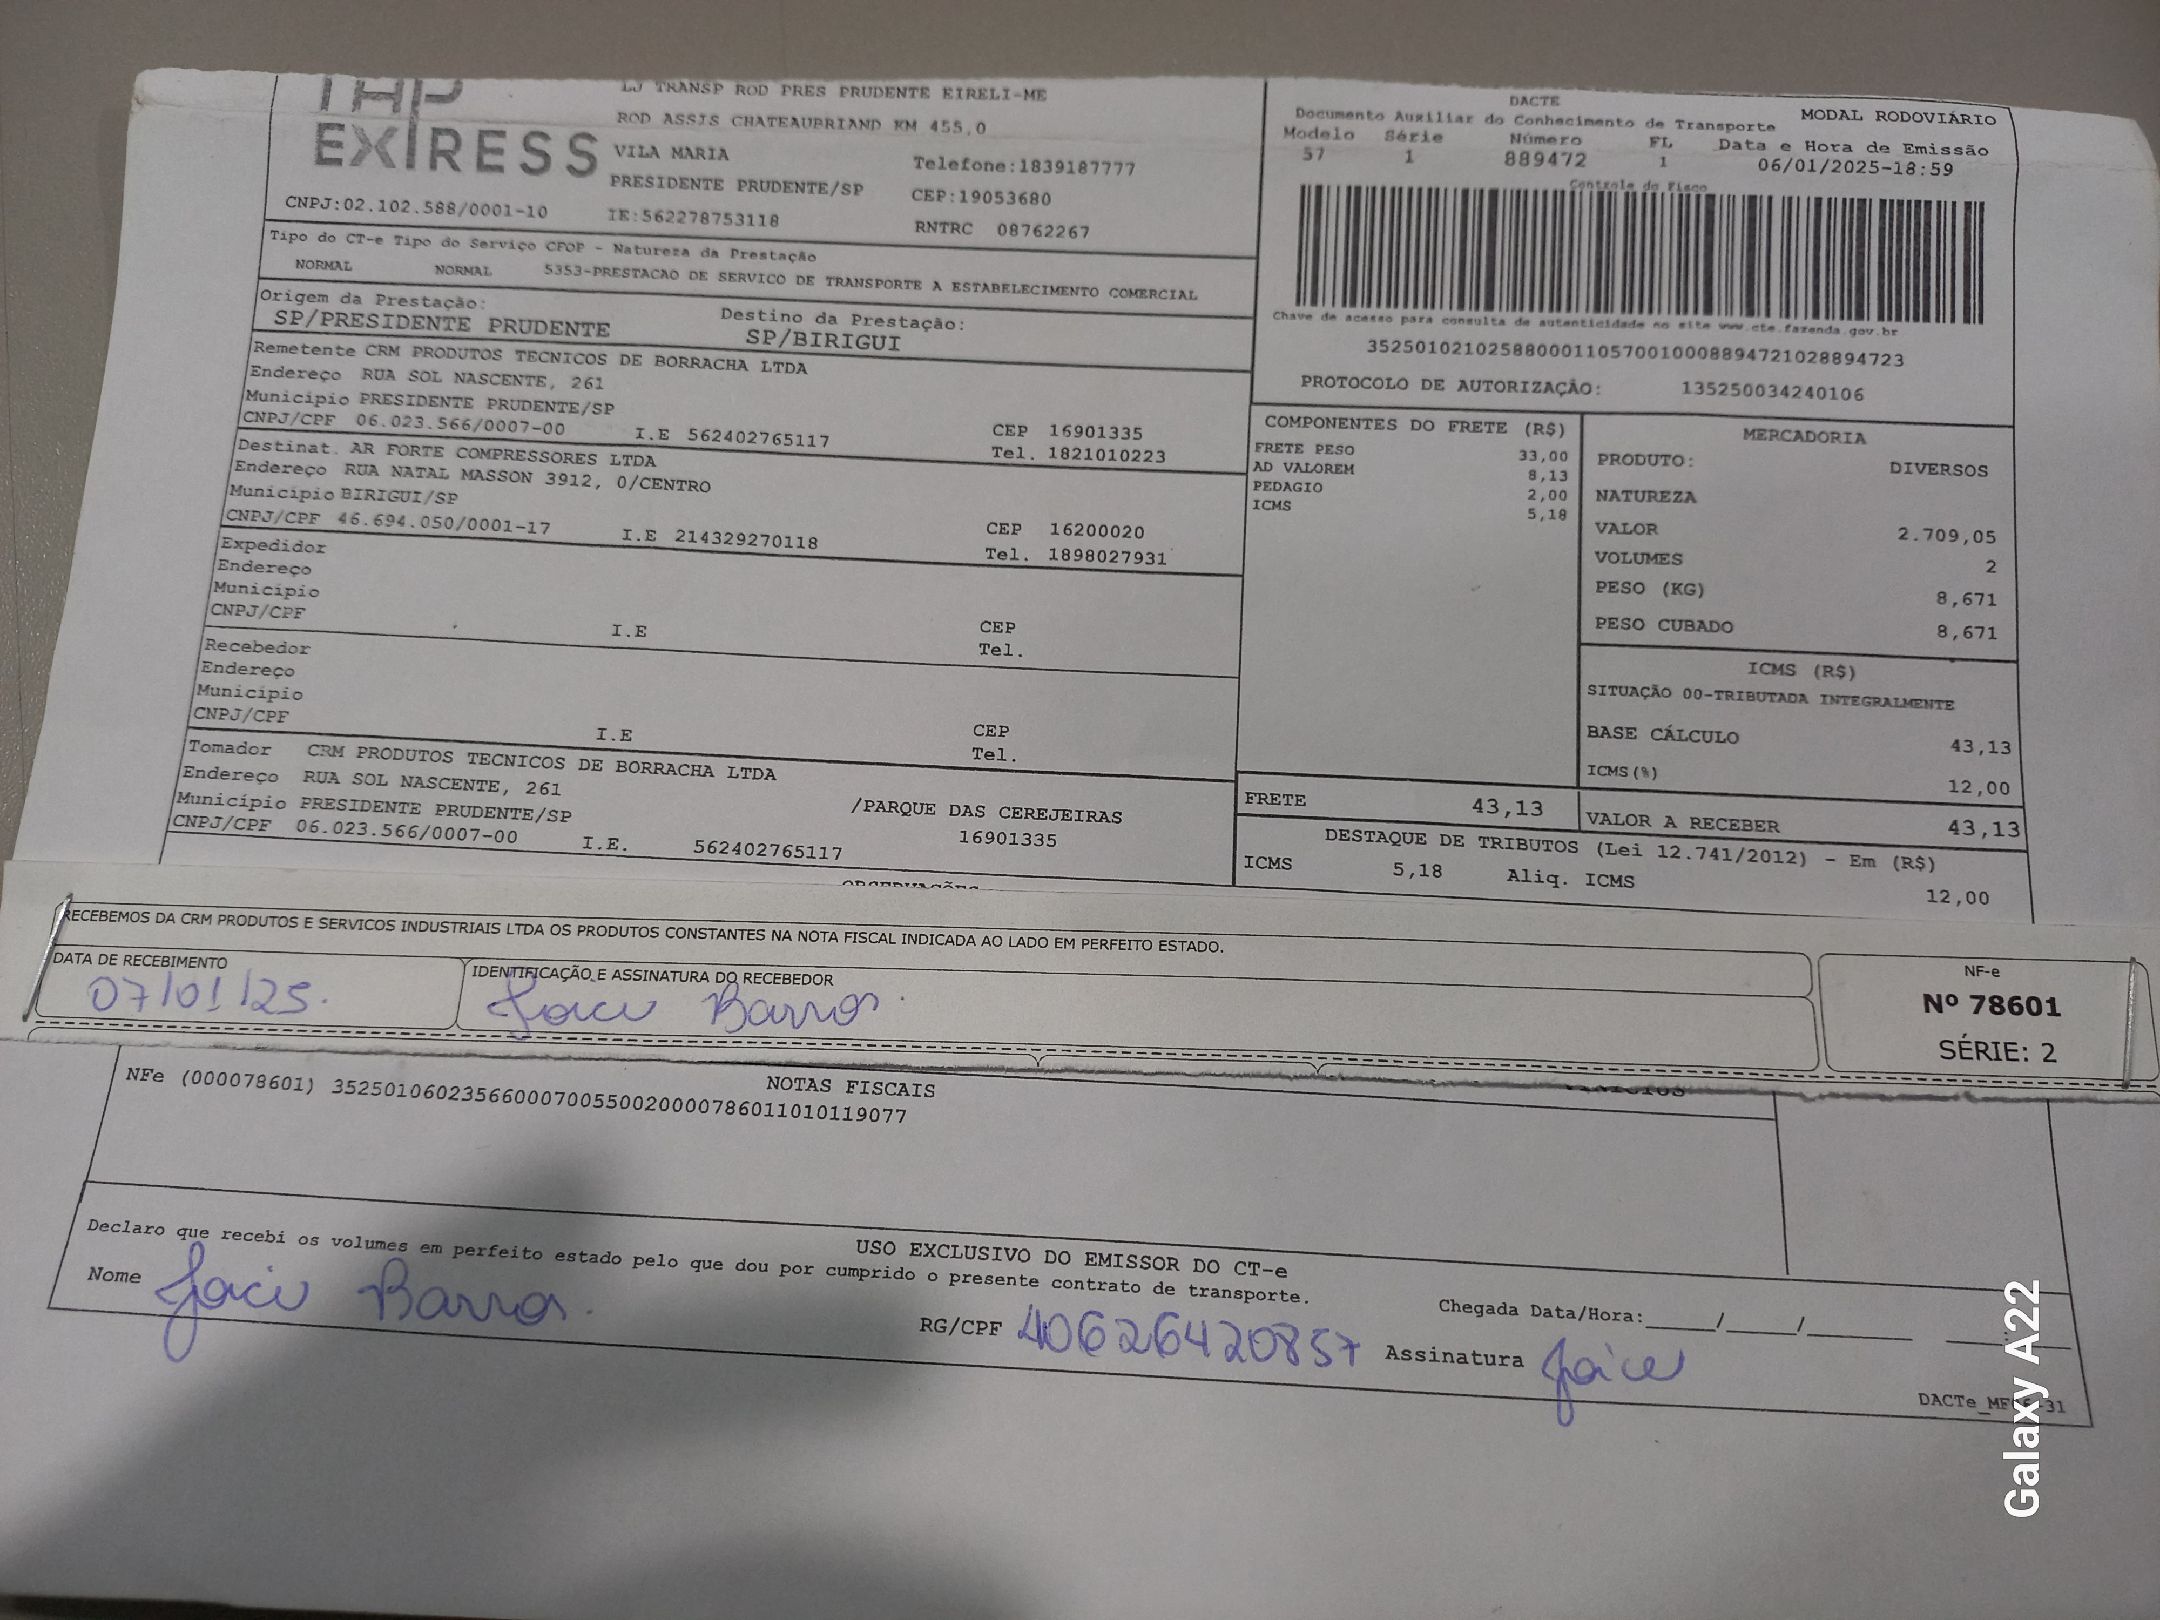 EXPRESS
LJ TRANSP ROD PRES PRUDENTE EIRELI-ME
ROD ASSIS CHATEAUBRIAND KM 455,0
VILA MARIA Telefone:1839187777
PRESIDENTE PRUDENTE/SP CEP:19053680
CNPJ:02.102.588/0001-10 IE:562278753118 RNTRC 08762267
DACTE MODAL RODOVIÁRIO
Documento Auxiliar do Conhecimento de Transporte
Modelo Série Número FL Data e Hora de Emissão
57 1 889472 1 06/01/2025-18:59
Controle do Fisco
Chave de acesso para consulta de autenticidade no site www.cte.fazenda.gov.br
35250102102588000110570010008894721028894723
PROTOCOLO DE AUTORIZAÇÃO: 135250034240106
Tipo do CT-e Tipo do Serviço CFOP - Natureza da Prestação
NORMAL NORMAL 5353-PRESTACAO DE SERVICO DE TRANSPORTE A ESTABELECIMENTO COMERCIAL
Origem da Prestação: Destino da Prestação:
SP/PRESIDENTE PRUDENTE SP/BIRIGUI
Remetente CRM PRODUTOS TECNICOS DE BORRACHA LTDA
Endereço RUA SOL NASCENTE, 261
Município PRESIDENTE PRUDENTE/SP CEP 16901335
CNPJ/CPF 06.023.566/0007-00 I.E 562402765117 Tel. 1821010223
Destinat. AR FORTE COMPRESSORES LTDA
Endereço RUA NATAL MASSON 3912, 0/CENTRO
Município BIRIGUI/SP CEP 16200020
CNPJ/CPF 46.694.050/0001-17 I.E 214329270118 Tel. 1898027931
Expedidor
Endereço
Município CEP
CNPJ/CPF I.E Tel.
Recebedor
Endereço
Município CEP
CNPJ/CPF I.E Tel.
Tomador CRM PRODUTOS TECNICOS DE BORRACHA LTDA
Endereço RUA SOL NASCENTE, 261 /PARQUE DAS CEREJEIRAS
Município PRESIDENTE PRUDENTE/SP 16901335
CNPJ/CPF 06.023.566/0007-00 I.E. 562402765117
COMPONENTES DO FRETE (R$)
FRETE PESO 33,00
AD VALOREM 8,13
PEDAGIO 2,00
ICMS 5,18
MERCADORIA
PRODUTO: DIVERSOS
NATUREZA
VALOR 2.709,05
VOLUMES 2
PESO (KG) 8,671
PESO CUBADO 8,671
ICMS (R$)
SITUAÇÃO 00-TRIBUTADA INTEGRALMENTE
BASE CÁLCULO 43,13
ICMS(%) 12,00
FRETE 43,13 VALOR A RECEBER 43,13
DESTAQUE DE TRIBUTOS (Lei 12.741/2012) - Em (R$)
ICMS 5,18 Aliq. ICMS 12,00
OBSERVAÇÕES
RECEBEMOS DA CRM PRODUTOS E SERVICOS INDUSTRIAIS LTDA OS PRODUTOS CONSTANTES NA NOTA FISCAL INDICADA AO LADO EM PERFEITO ESTADO.
DATA DE RECEBIMENTO IDENTIFICAÇÃO E ASSINATURA DO RECEBEDOR
07/01/25. Barros
NF-e
Nº 78601
SÉRIE: 2
NOTAS FISCAIS
NFe (000078601) 35250106023566000700550020000786011010119077
USO EXCLUSIVO DO EMISSOR DO CT-e
Declaro que recebi os volumes em perfeito estado pelo que dou por cumprido o presente contrato de transporte.
Nome Barros. RG/CPF 40626420857 Assinatura
Chegada Data/Hora:_____/_____/_______
Galaxy A22